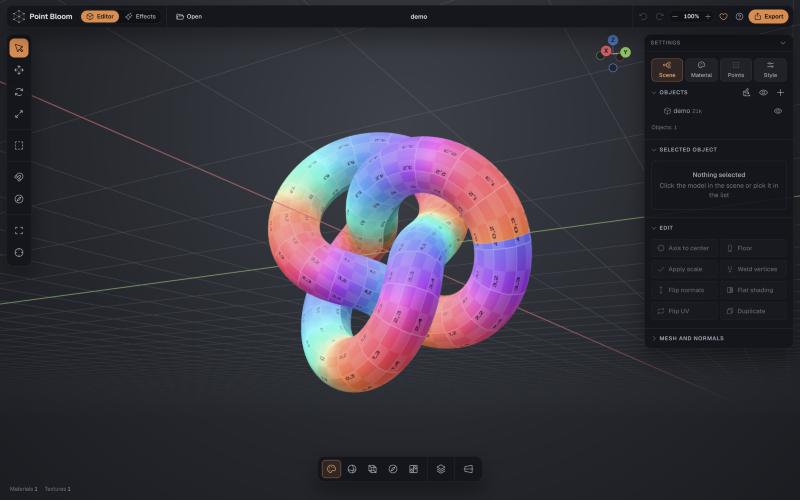 Point Bloom
Editor
Effects
Open
demo
100%
Export
Z
X
Y
SETTINGS
Scene
Material
Points
Style
OBJECTS
demo 21K
Objects: 1
SELECTED OBJECT
Nothing selected
Click the model in the scene or pick it in
the list
EDIT
Axis to center
Floor
Apply scale
Weld vertices
Flip normals
Flat shading
Flip UV
Duplicate
MESH AND NORMALS
Materials 1 Textures 1